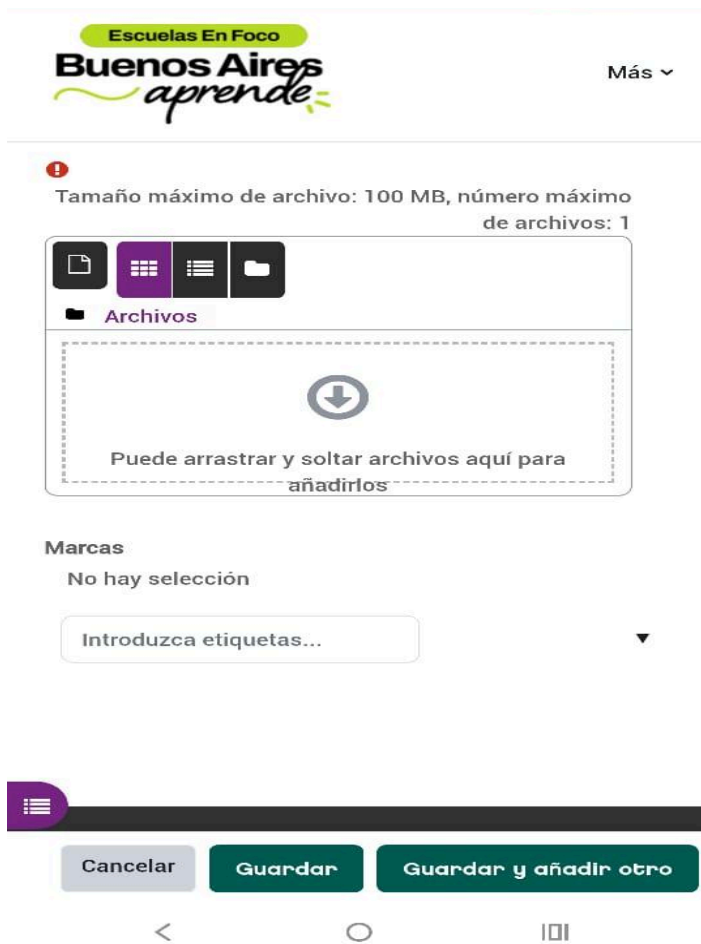 Escuelas En Foco
Buenos Aires
aprende
Más
Tamaño máximo de archivo: 100 MB, número máximo
de archivos: 1
Archivos
Puede arrastrar y soltar archivos aquí para
añadirlos
Marcas
No hay selección
Introduzca etiquetas...
Cancelar
Guardar
Guardar y añadir otro